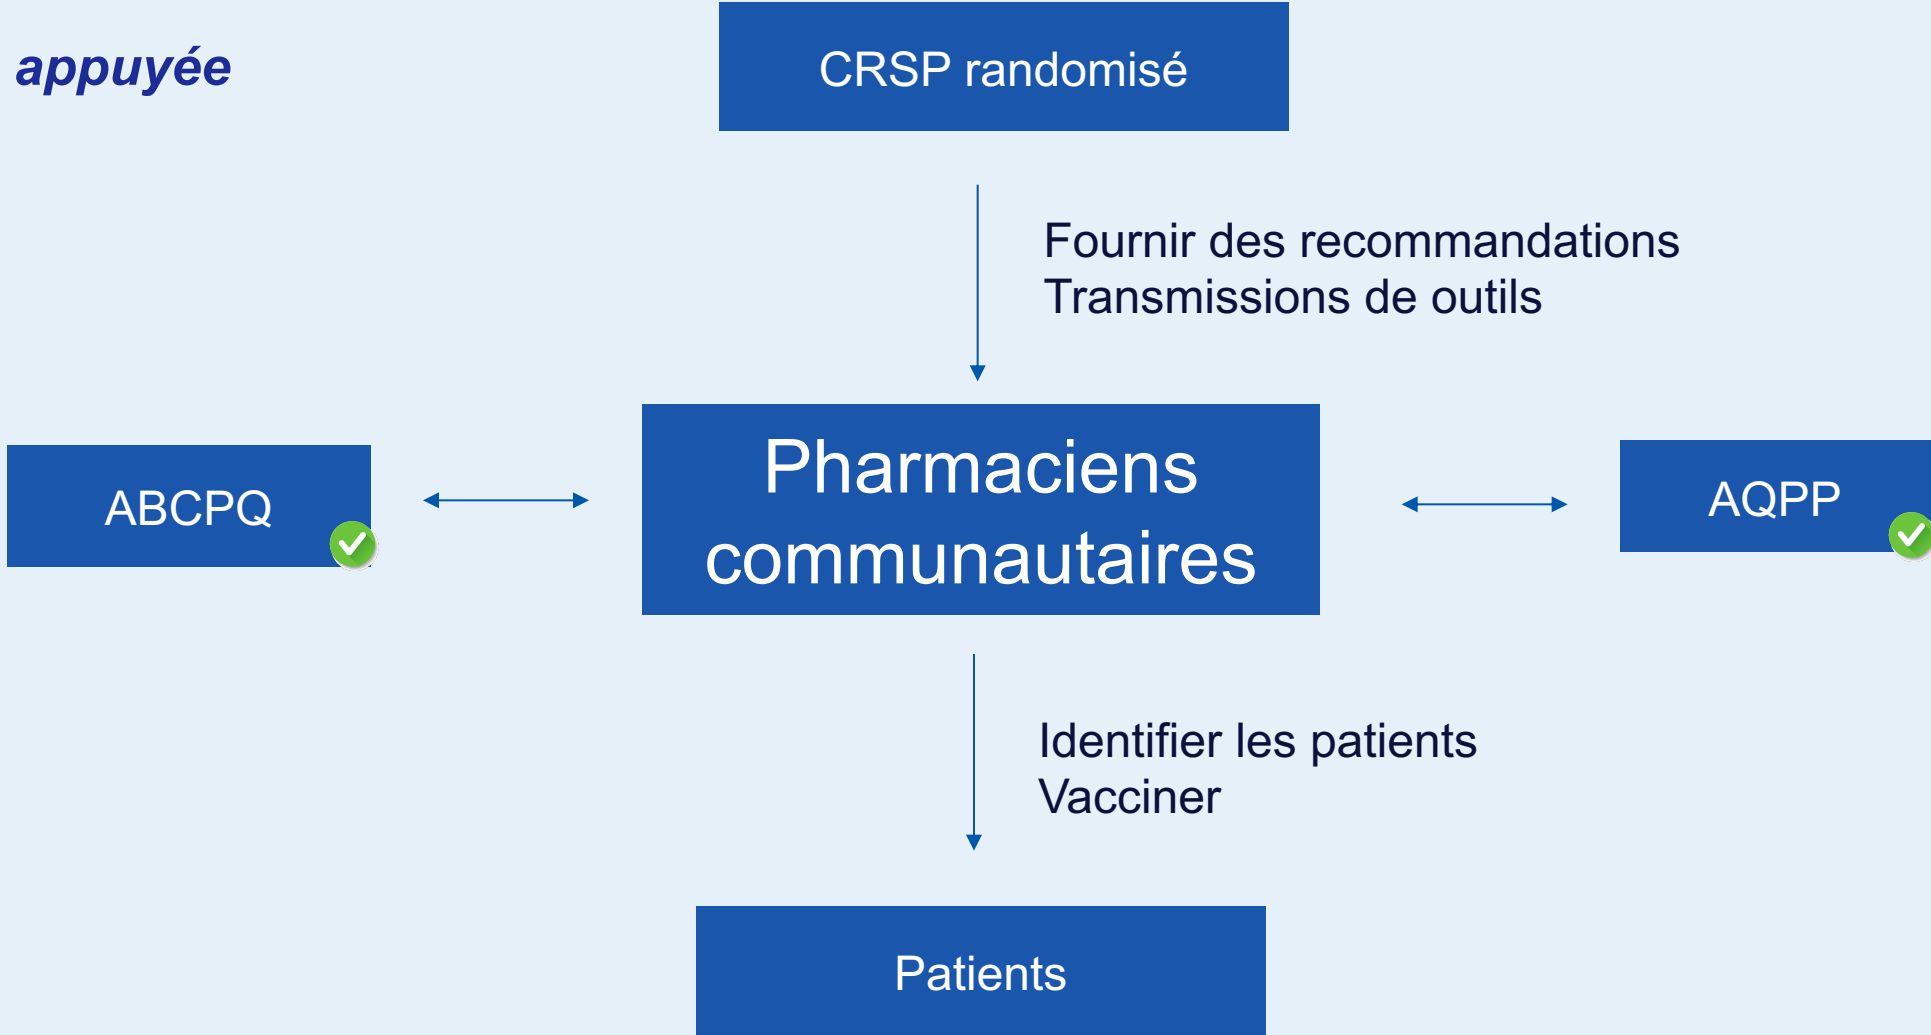 appuyée
CRSP randomisé
Fournir des recommandations
Transmissions de outils
ABCPQ
Pharmaciens
communautaires
AQPP
Identifier les patients
Vacciner
Patients